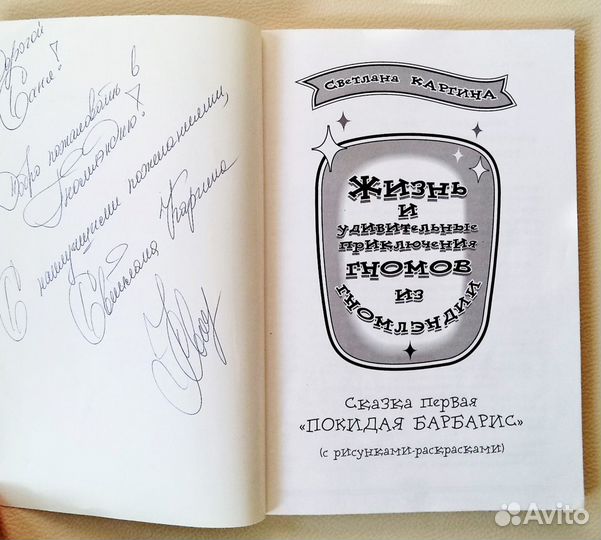 Дорогой
Саше!
Добро пожаловать в
Гномлэндию!
С наилучшими пожеланиями,
Светлана Каргина
Светлана КАРГИНА
Жизнь
и
удивительные
приключения
гномов
из
Гномлэндии
Сказка первая
«ПОКИДАЯ БАРБАРИС»
(с рисунками-раскрасками)
Avito